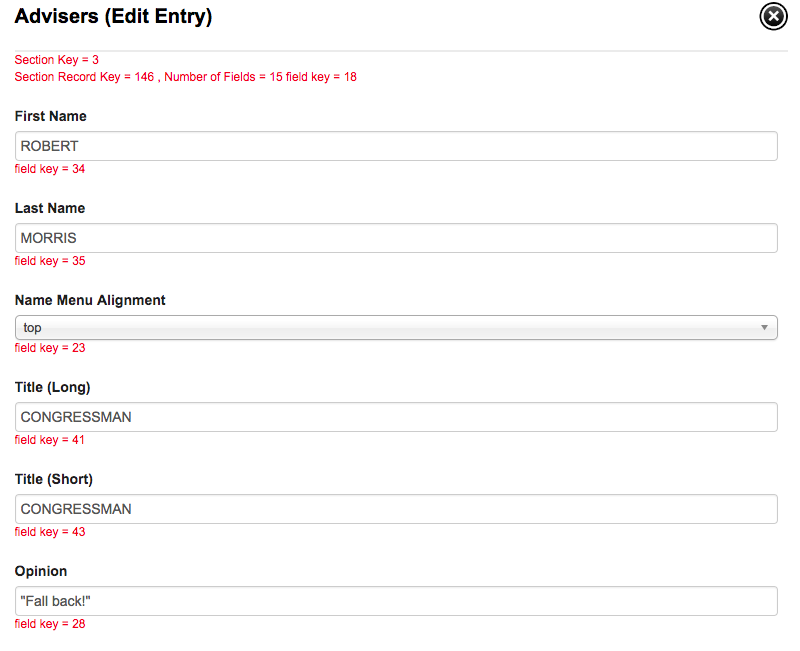 Advisers (Edit Entry)
Section Key = 3
Section Record Key = 146 , Number of Fields = 15 field key = 18
First Name
ROBERT
field key = 34
Last Name
MORRIS
field key = 35
Name Menu Alignment
top
field key = 23
Title (Long)
CONGRESSMAN
field key = 41
Title (Short)
CONGRESSMAN
field key = 43
Opinion
"Fall back!"
field key = 28